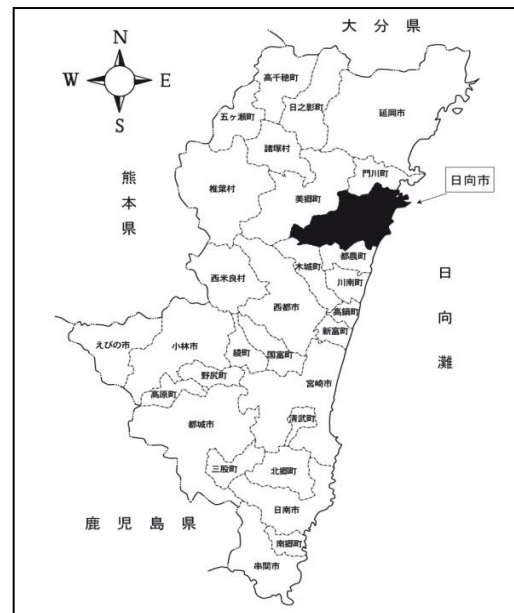 大分県
N
W
E
S
高千穂町
日之影町
延岡市
五ヶ瀬町
諸塚村
門川町
熊本県
椎葉村
美郷町
日向市
都農町
木城町
西米良村
川南町
日向灘
西都市
高鍋町
新富町
えびの市
小林市
綾町
国富町
野尻町
宮崎市
高原町
都城市
清武町
三股町
北郷町
日南市
鹿児島県
南郷町
串間市